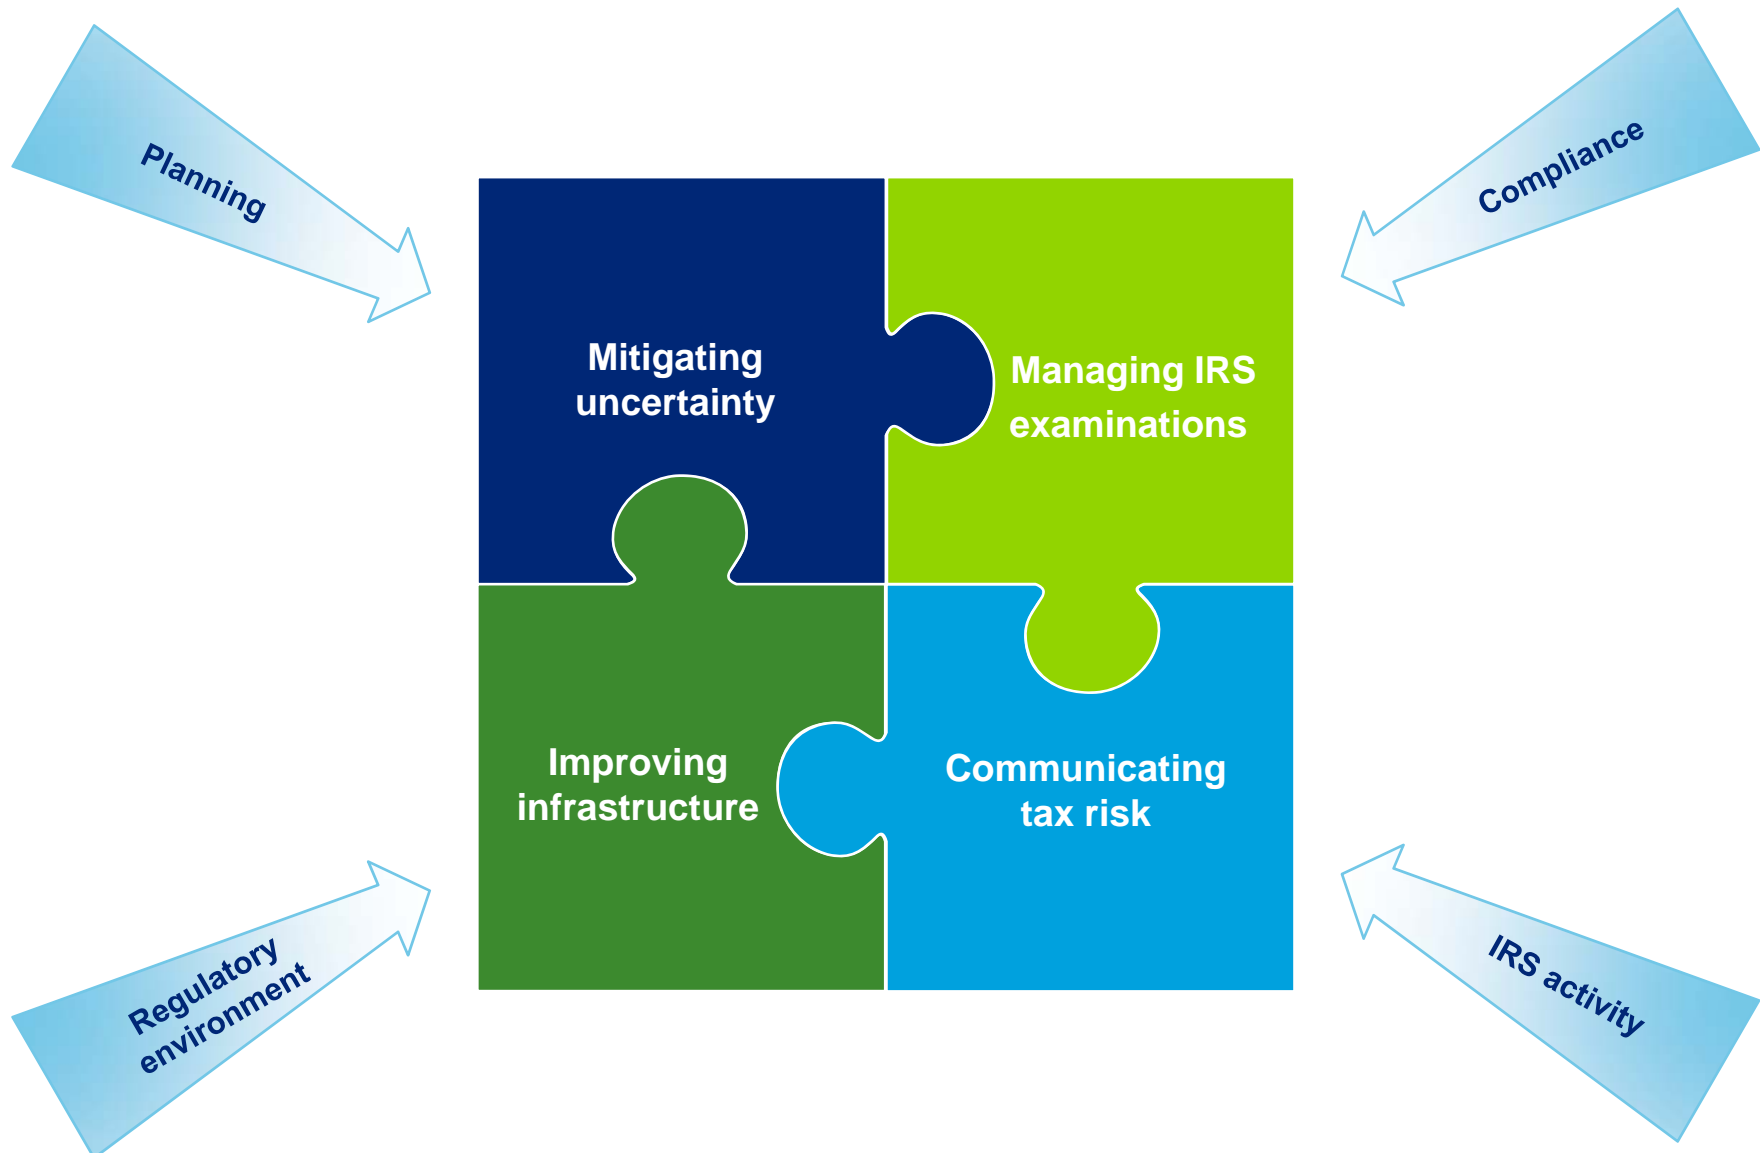 Planning
Compliance
Mitigating
uncertainty
Managing IRS
examinations
Improving
infrastructure
Communicating
tax risk
Regulatory
environment
IRS activity